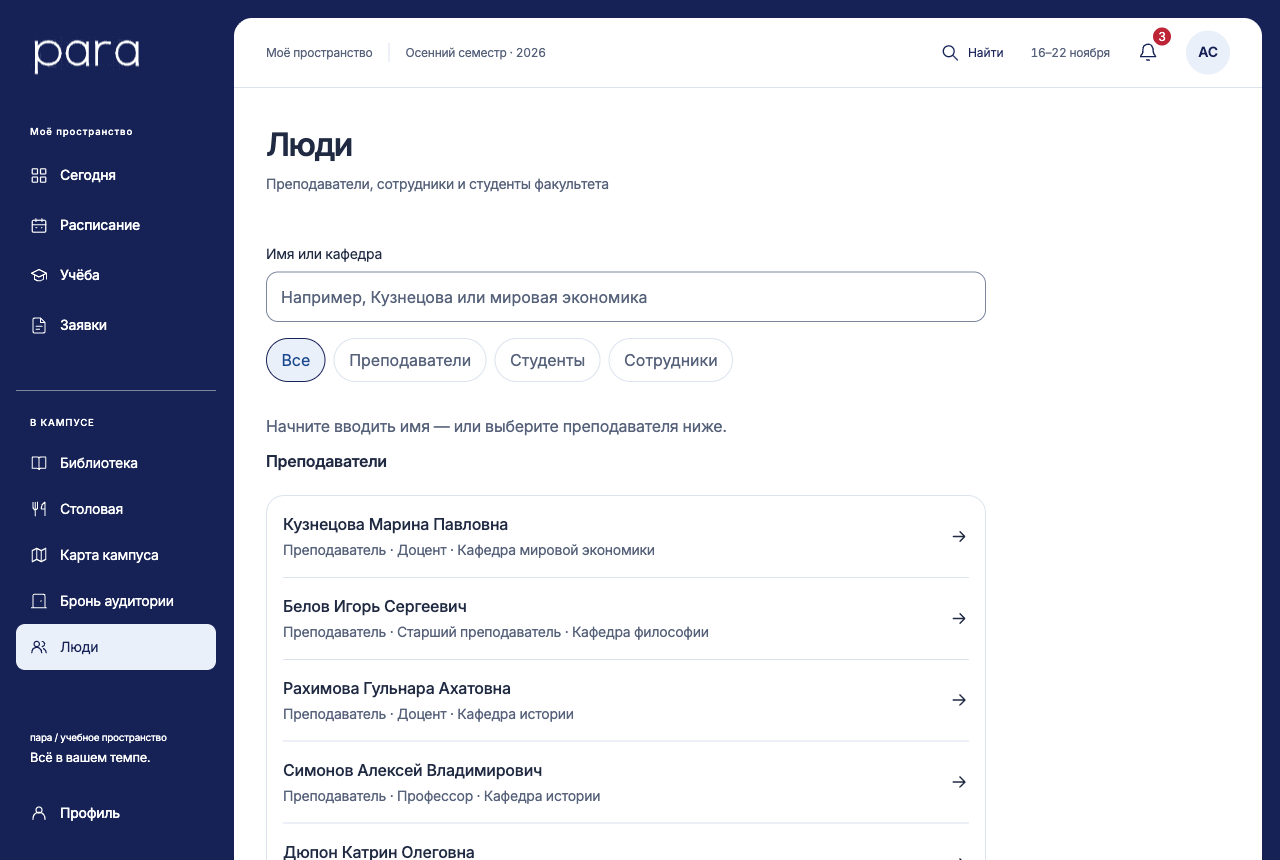 para
Моё пространство
Сегодня
Расписание
Учёба
Заявки
В КАМПУСЕ
Библиотека
Столовая
Карта кампуса
Бронь аудитории
Люди
пара / учебное пространство
Всё в вашем темпе.
Профиль
Моё пространство
Осенний семестр · 2026
Найти
16–22 ноября
3
АС
Люди
Преподаватели, сотрудники и студенты факультета
Имя или кафедра
Например, Кузнецова или мировая экономика
Все
Преподаватели
Студенты
Сотрудники
Начните вводить имя — или выберите преподавателя ниже.
Преподаватели
Кузнецова Марина Павловна
Преподаватель · Доцент · Кафедра мировой экономики
Белов Игорь Сергеевич
Преподаватель · Старший преподаватель · Кафедра философии
Рахимова Гульнара Ахатовна
Преподаватель · Доцент · Кафедра истории
Симонов Алексей Владимирович
Преподаватель · Профессор · Кафедра истории
Дюпон Катрин Олеговна